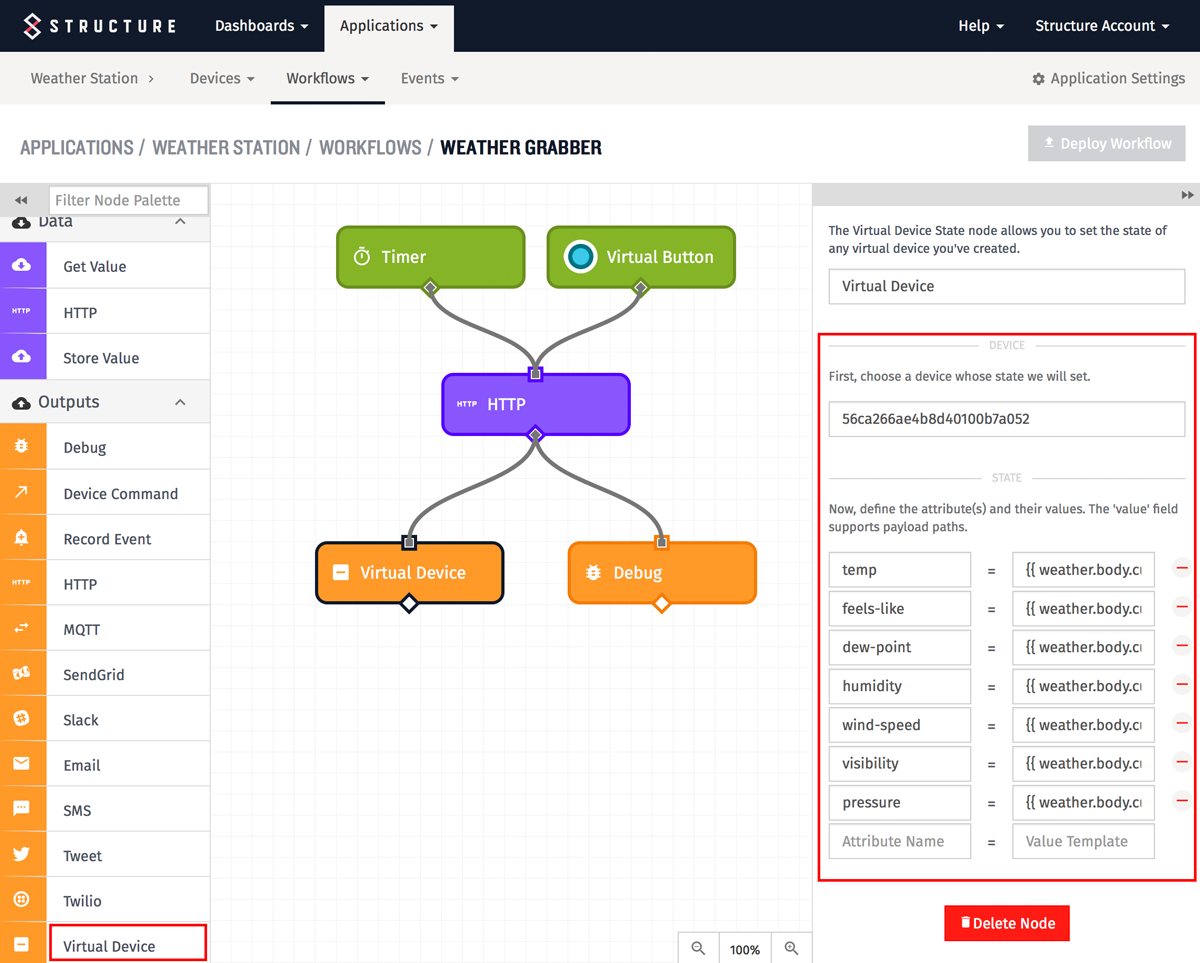 STRUCTURE
Dashboards
Applications
Help
Structure Account
Weather Station
Devices
Workflows
Events
Application Settings
APPLICATIONS / WEATHER STATION / WORKFLOWS / WEATHER GRABBER
Deploy Workflow
Filter Node Palette
Data
Get Value
HTTP HTTP
Store Value
Outputs
Debug
Device Command
Record Event
HTTP HTTP
MQTT
SendGrid
Slack
Email
SMS
Tweet
Twilio
Virtual Device
Timer
Virtual Button
HTTP HTTP
Virtual Device
Debug
100%
The Virtual Device State node allows you to set the state of
any virtual device you've created.
Virtual Device
DEVICE
First, choose a device whose state we will set.
56ca266ae4b8d40100b7a052
STATE
Now, define the attribute(s) and their values. The 'value' field
supports payload paths.
temp = {{ weather.body.cu
feels-like = {{ weather.body.cu
dew-point = {{ weather.body.cu
humidity = {{ weather.body.cu
wind-speed = {{ weather.body.cu
visibility = {{ weather.body.cu
pressure = {{ weather.body.cu
Attribute Name = Value Template
Delete Node